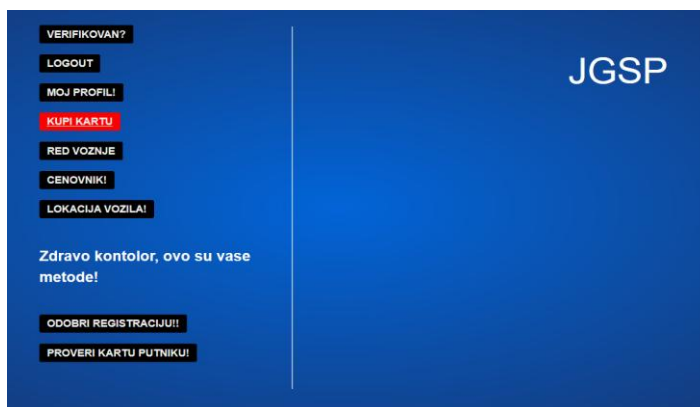 VERIFIKOVAN?
LOGOUT
MOJ PROFIL!
KUPI KARTU
RED VOZNJE
CENOVNIK!
LOKACIJA VOZILA!
Zdravo kontolor, ovo su vase
metode!
ODOBRI REGISTRACIJU!!
PROVERI KARTU PUTNIKU!
JGSP